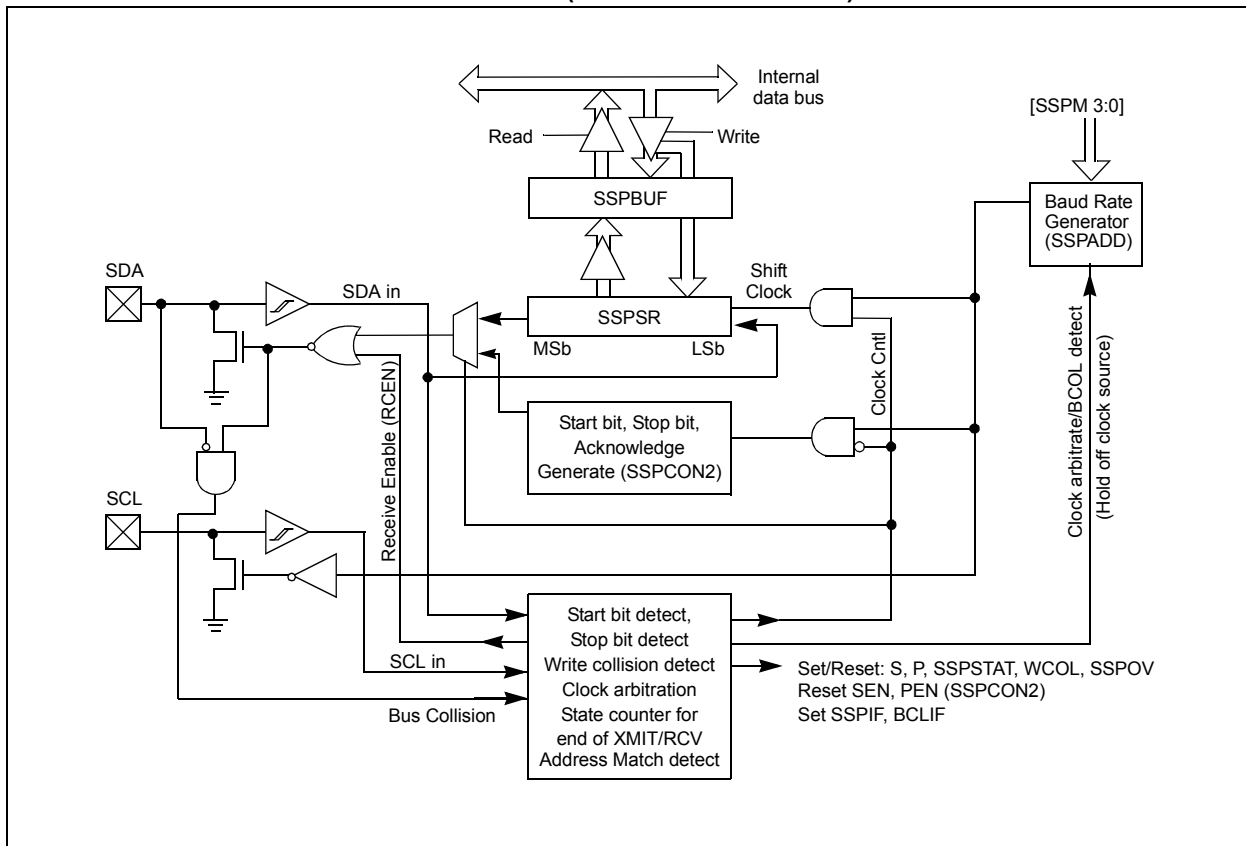 Internal
data bus
[SSPM 3:0]
Read
Write
SSPBUF
Baud Rate
Generator
(SSPADD)
SDA
Shift
Clock
SDA in
SSPSR
MSb
LSb
Clock Cntl
Receive Enable (RCEN)
Start bit, Stop bit,
Acknowledge
Generate (SSPCON2)
Clock arbitrate/BCOL detect
(Hold off clock source)
SCL
Start bit detect,
Stop bit detect
Write collision detect
Clock arbitration
State counter for
end of XMIT/RCV
Address Match detect
SCL in
Bus Collision
Set/Reset: S, P, SSPSTAT, WCOL, SSPOV
Reset SEN, PEN (SSPCON2)
Set SSPIF, BCLIF